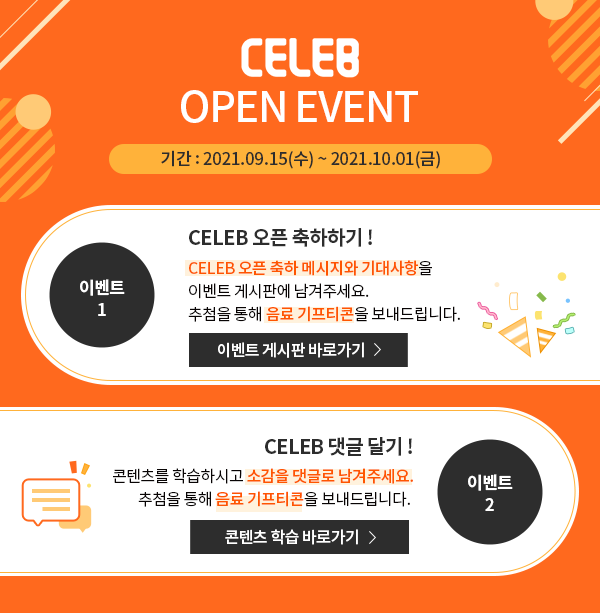 CELEB
OPEN EVENT
기간 : 2021.09.15(수) ~ 2021.10.01(금)
이벤트
1
CELEB 오픈 축하하기 !
CELEB 오픈 축하 메시지와 기대사항을
이벤트 게시판에 남겨주세요.
추첨을 통해 음료 기프티콘을 보내드립니다.
이벤트 게시판 바로가기 >
CELEB 댓글 달기 !
콘텐츠를 학습하시고 소감을 댓글로 남겨주세요.
추첨을 통해 음료 기프티콘을 보내드립니다.
콘텐츠 학습 바로가기 >
이벤트
2